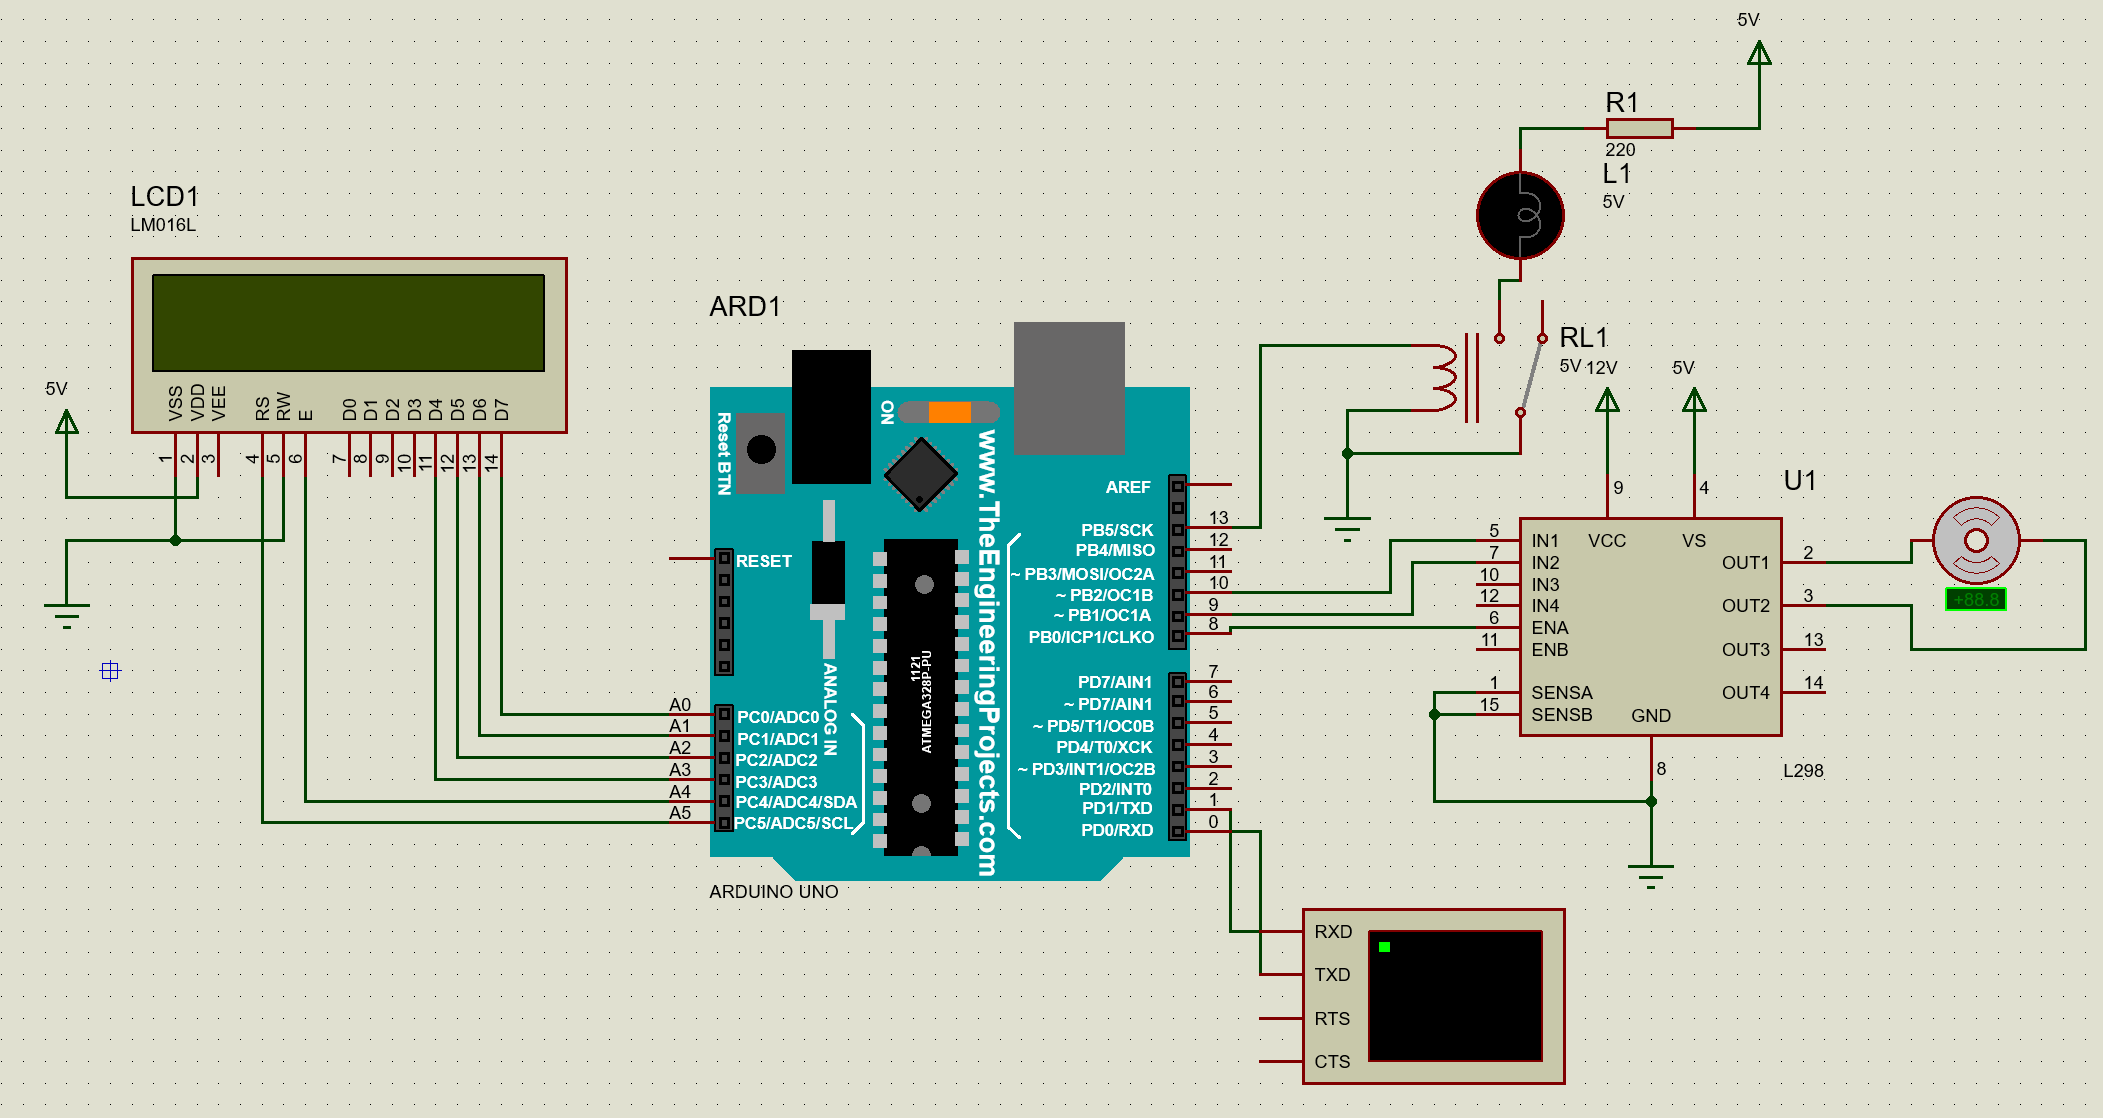 5V
R1
220
L1
5V
LCD1
LM016L
VSS
VDD
VEE
RS
RW
E
D0
D1
D2
D3
D4
D5
D6
D7
1
2
3
4
5
6
7
8
9
10
11
12
13
14
5V
ARD1
Reset BTN
ON
www.TheEngineeringProjects.com
ANALOG IN
1121
ATMEGA328P-PU
RESET
A0 PC0/ADC0
A1 PC1/ADC1
A2 PC2/ADC2
A3 PC3/ADC3
A4 PC4/ADC4/SDA
A5 PC5/ADC5/SCL
AREF
PB5/SCK 13
PB4/MISO 12
~ PB3/MOSI/OC2A 11
~ PB2/OC1B 10
~ PB1/OC1A 9
PB0/ICP1/CLKO 8
PD7/AIN1 7
~ PD7/AIN1 6
~ PD5/T1/OC0B 5
PD4/T0/XCK 4
~ PD3/INT1/OC2B 3
PD2/INT0 2
PD1/TXD 1
PD0/RXD 0
ARDUINO UNO
RL1
5V
12V
5V
9
4
U1
5 IN1
7 IN2
10 IN3
12 IN4
6 ENA
11 ENB
1 SENSA
15 SENSB
VCC
VS
GND
8
OUT1 2
OUT2 3
OUT3 13
OUT4 14
L298
+88.8
RXD
TXD
RTS
CTS